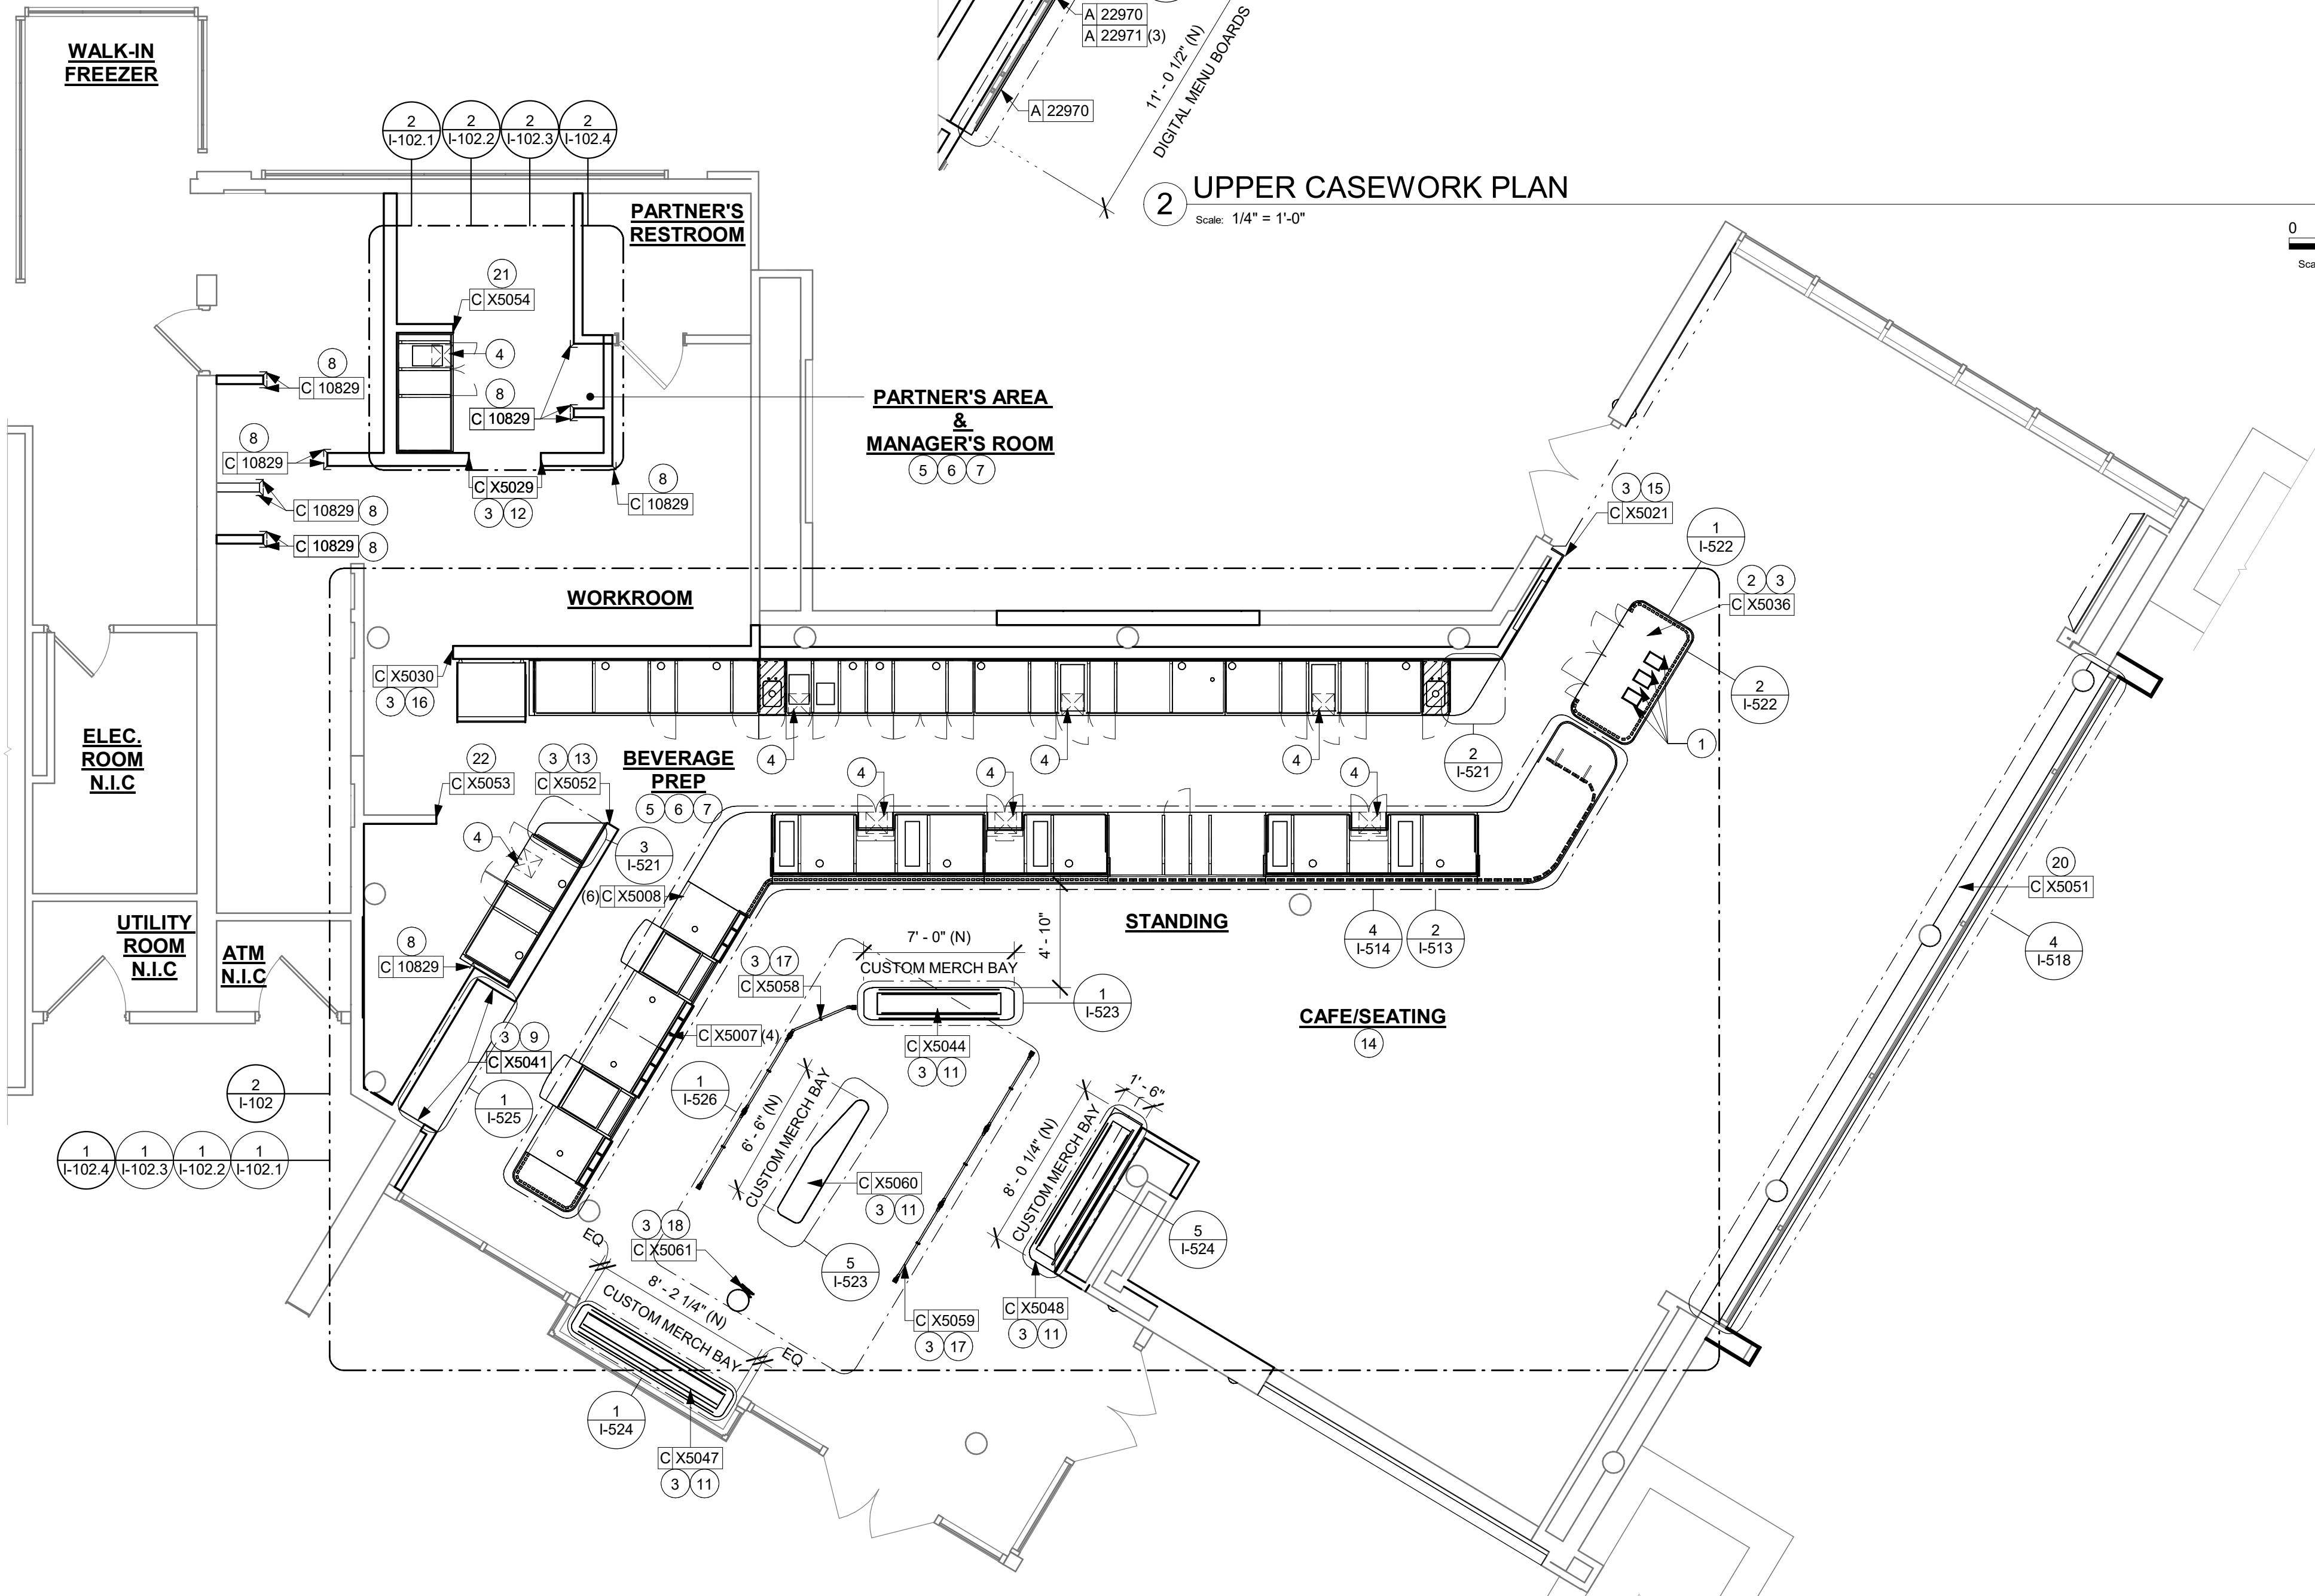 WALK-IN
FREEZER
A 22970
A 22971 (3)
11' - 0 1/2" (N)
DIGITAL MENU BOARDS
A 22970
2
UPPER CASEWORK PLAN
Scale: 1/4" = 1'-0"
0
2
I-102.1
2
I-102.2
2
I-102.3
2
I-102.4
PARTNER'S
RESTROOM
21
C X5054
4
8
C 10829
8
C 10829
PARTNER'S AREA
&
MANAGER'S ROOM
5 6 7
8
C 10829
C X5029
3 12
8
C 10829
C 10829 8
C 10829 8
3 15
C X5021
1
I-522
2 3
C X5036
2
I-522
1
WORKROOM
C X5030
3 16
ELEC.
ROOM
N.I.C
22
C X5053
3 13
C X5052
BEVERAGE
PREP
5 6 7
4
4
4
2
I-521
4
4
4
4
3
I-521
(6) C X5008
20
C X5051
4
I-518
UTILITY
ROOM
N.I.C
ATM
N.I.C
8
C 10829
STANDING
4' - 10"
4
I-514
2
I-513
7' - 0" (N)
CUSTOM MERCH BAY
3 17
C X5058
1
I-523
CAFE/SEATING
14
3 9
C X5041
C X5007 (4)
C X5044
3 11
2
I-102
1
I-525
1
I-526
6' - 6" (N)
CUSTOM MERCH BAY
1' - 6"
8' - 0 1/4" (N)
CUSTOM MERCH BAY
1
I-102.4
1
I-102.3
1
I-102.2
1
I-102.1
C X5060
3 11
5
I-524
3 18
C X5061
5
I-523
EQ
8' - 2 1/4" (N)
CUSTOM MERCH BAY
EQ
C X5059
3 17
C X5048
3 11
1
I-524
C X5047
3 11